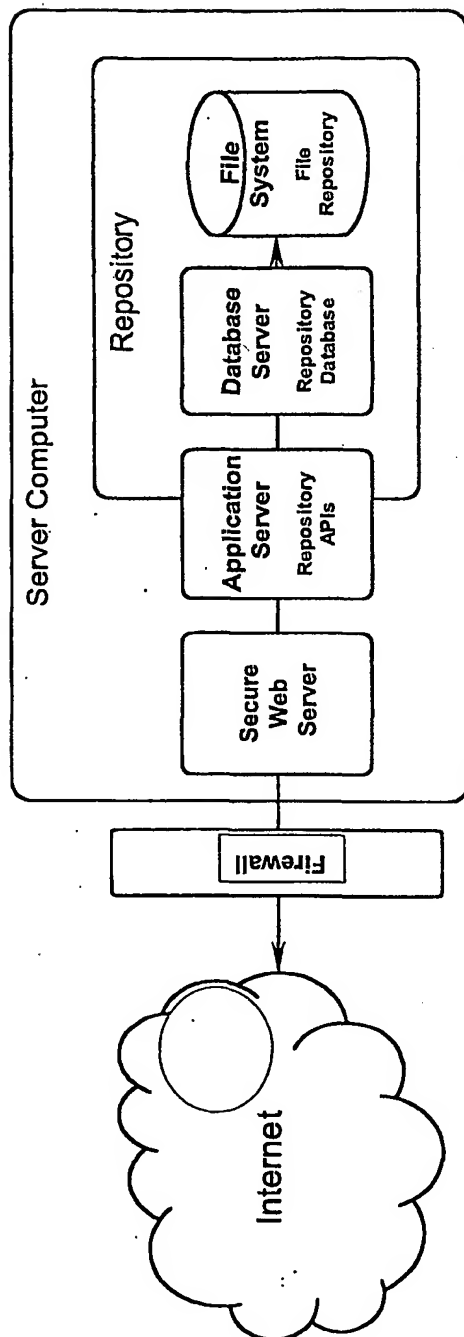 Server Computer
Repository
File
System
File
Repository
Database
Server
Repository
Database
Application
Server
Repository
APIs
Secure
Web
Server
Firewall
Internet